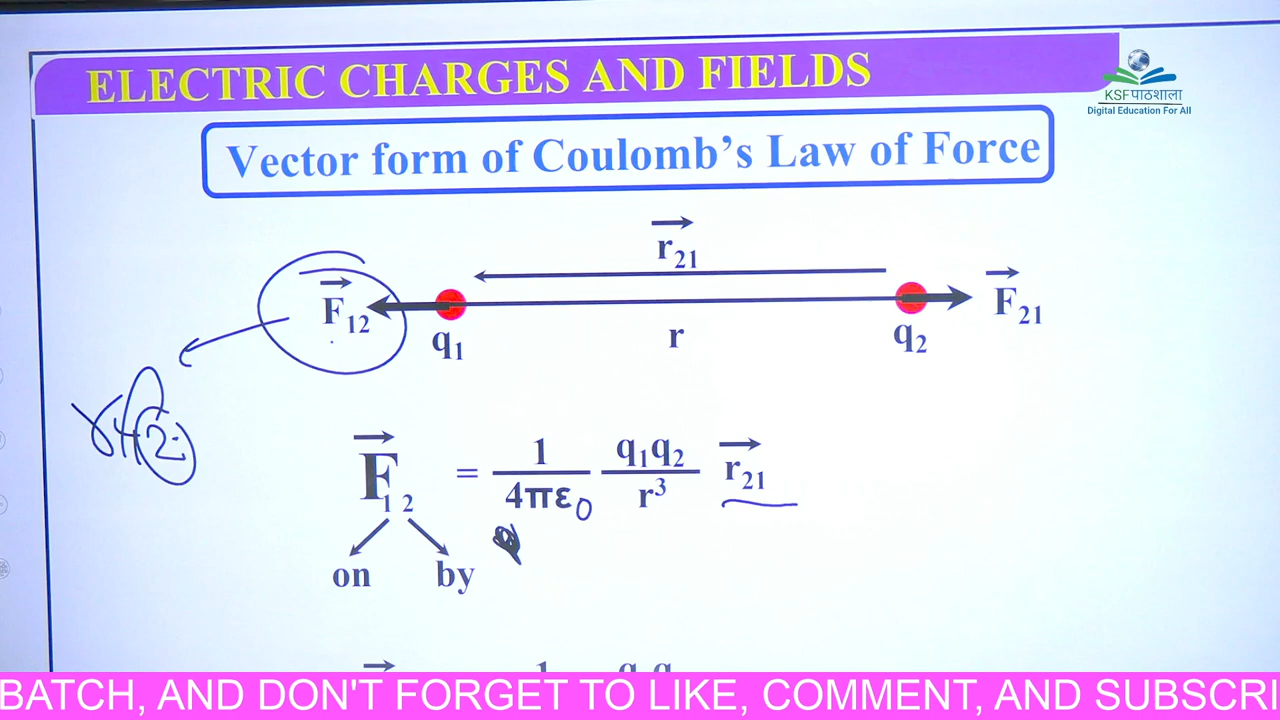 ELECTRIC CHARGES AND FIELDS
KSFपाठशाला
Digital Education For All
Vector form of Coulomb's Law of Force
r₂₁
F₁₂
F₂₁
q₁
r
q₂
F₁₂ = 1/4πε₀ q₁q₂/r³ r₂₁
on by
1 q q
BATCH, AND DON'T FORGET TO LIKE, COMMENT, AND SUBSCRI